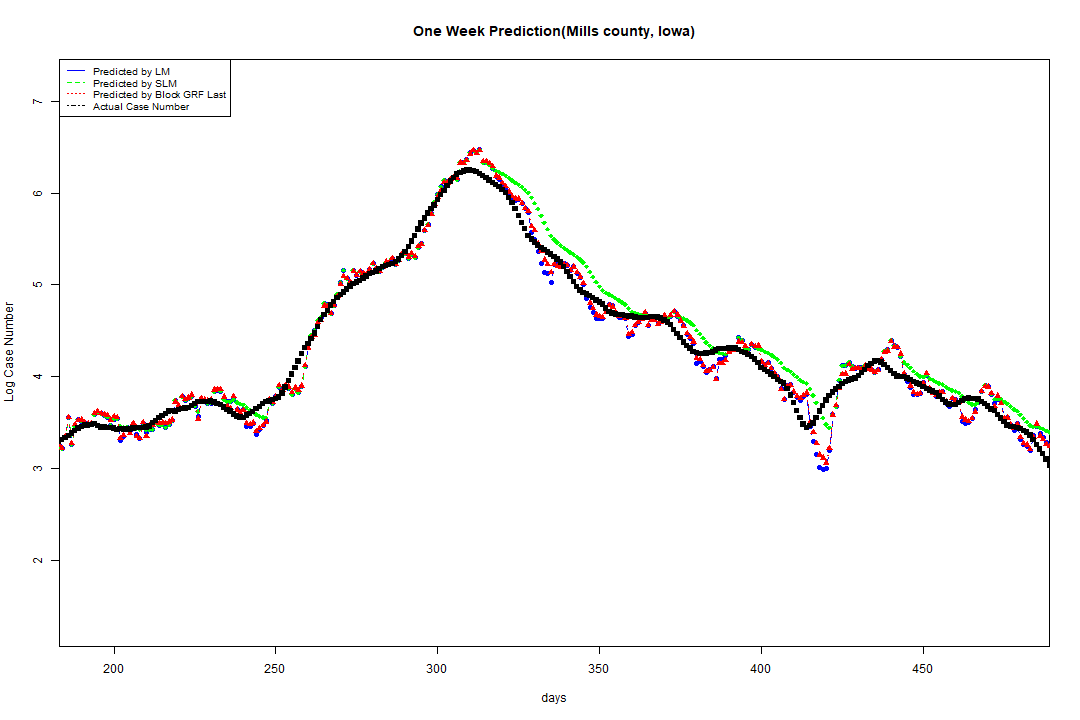 One Week Prediction(Mills county, Iowa)
Predicted by LM
Predicted by SLM
Predicted by Block GRF Last
Actual Case Number
7
6
5
4
3
2
Log Case Number
200 250 300 350 400 450
days